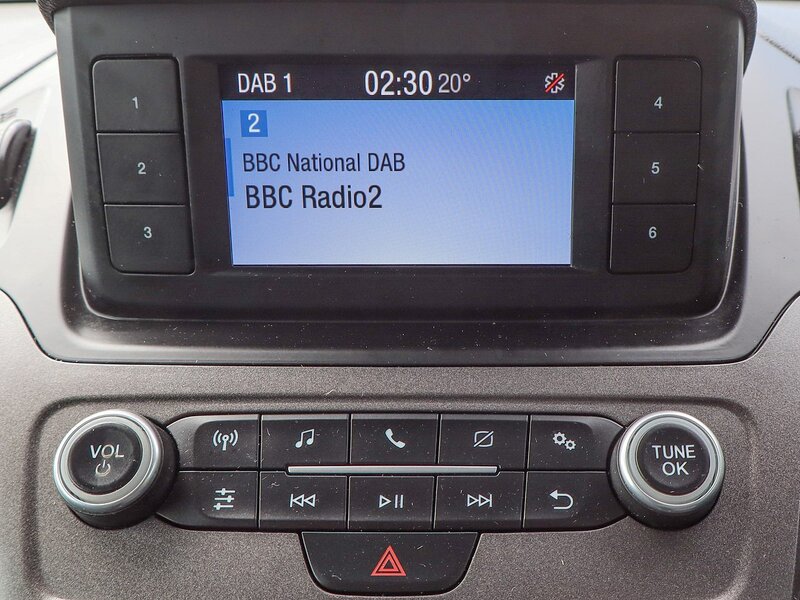 DAB 1 02:30 20°
2
BBC National DAB
BBC Radio2
1
2
3
4
5
6
VOL
TUNE
OK